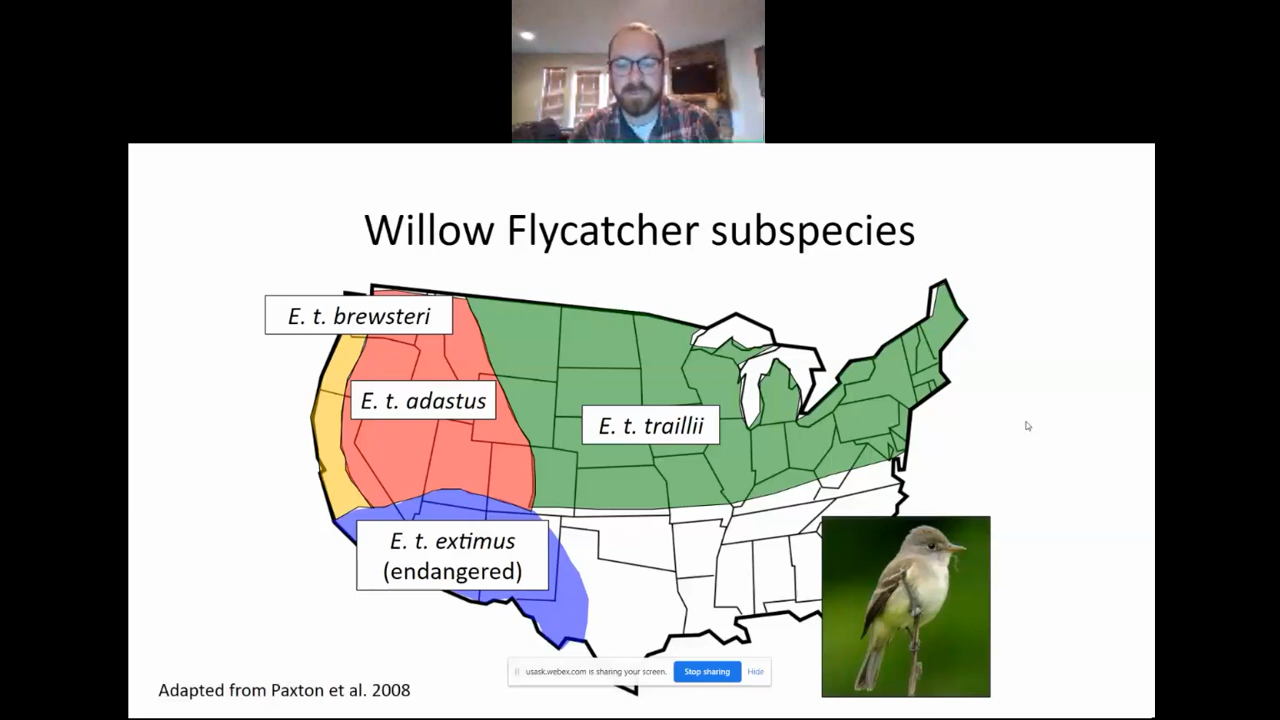 Willow Flycatcher subspecies
E. t. brewsteri
E. t. adastus
E. t. traillii
E. t. extimus
(endangered)
usask.webex.com is sharing your screen.
Stop sharing
Hide
Adapted from Paxton et al. 2008